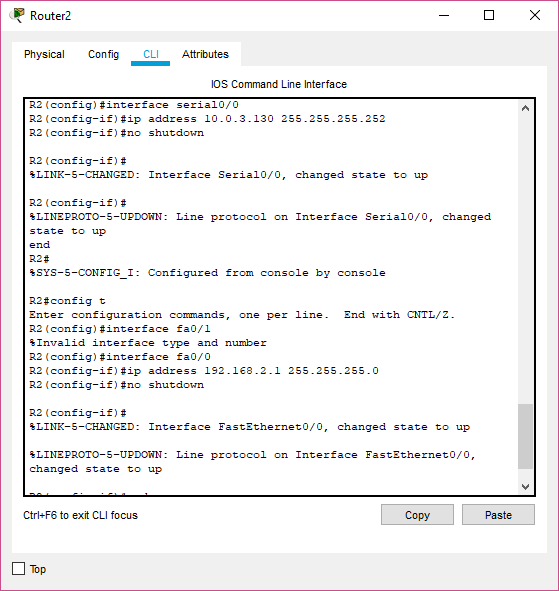 Router2
Physical Config CLI Attributes
IOS Command Line Interface
R2(config)#interface serial0/0
R2(config-if)#ip address 10.0.3.130 255.255.255.252
R2(config-if)#no shutdown
R2(config-if)#
%LINK-5-CHANGED: Interface Serial0/0, changed state to up
R2(config-if)#
%LINEPROTO-5-UPDOWN: Line protocol on Interface Serial0/0, changed
state to up
end
R2#
%SYS-5-CONFIG_I: Configured from console by console
R2#config t
Enter configuration commands, one per line.  End with CNTL/Z.
R2(config)#interface fa0/1
%Invalid interface type and number
R2(config)#interface fa0/0
R2(config-if)#ip address 192.168.2.1 255.255.255.0
R2(config-if)#no shutdown
R2(config-if)#
%LINK-5-CHANGED: Interface FastEthernet0/0, changed state to up
%LINEPROTO-5-UPDOWN: Line protocol on Interface FastEthernet0/0,
changed state to up
Ctrl+F6 to exit CLI focus
Copy Paste
Top